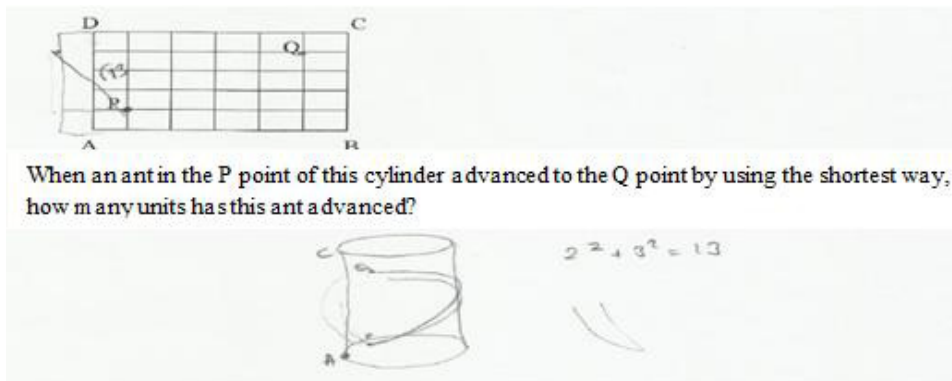 D C
Q
√13
P
A B
When an ant in the P point of this cylinder advanced to the Q point by using the shortest way,
how many units has this ant advanced?
C
2² + 3² = 13
Q
P
A